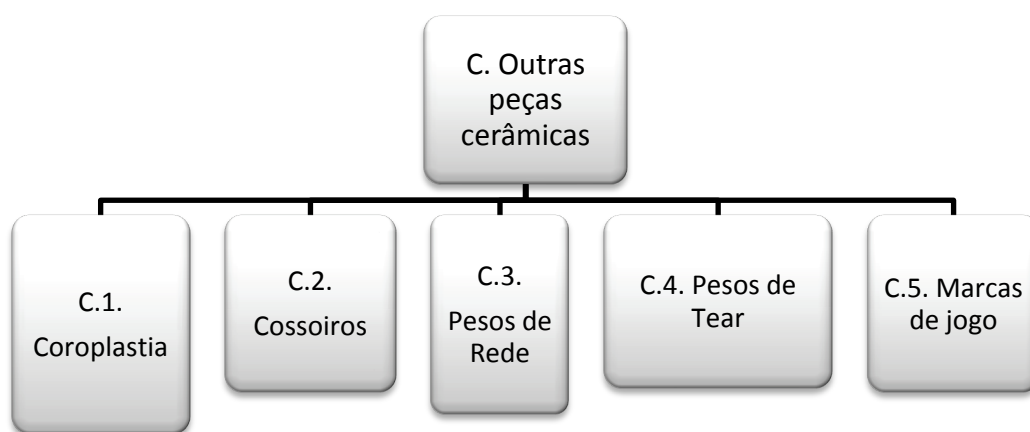 C. Outras
peças
cerâmicas
C.1.
Coroplastia
C.2.
Cossoiros
C.3.
Pesos de
Rede
C.4. Pesos de
Tear
C.5. Marcas
de jogo